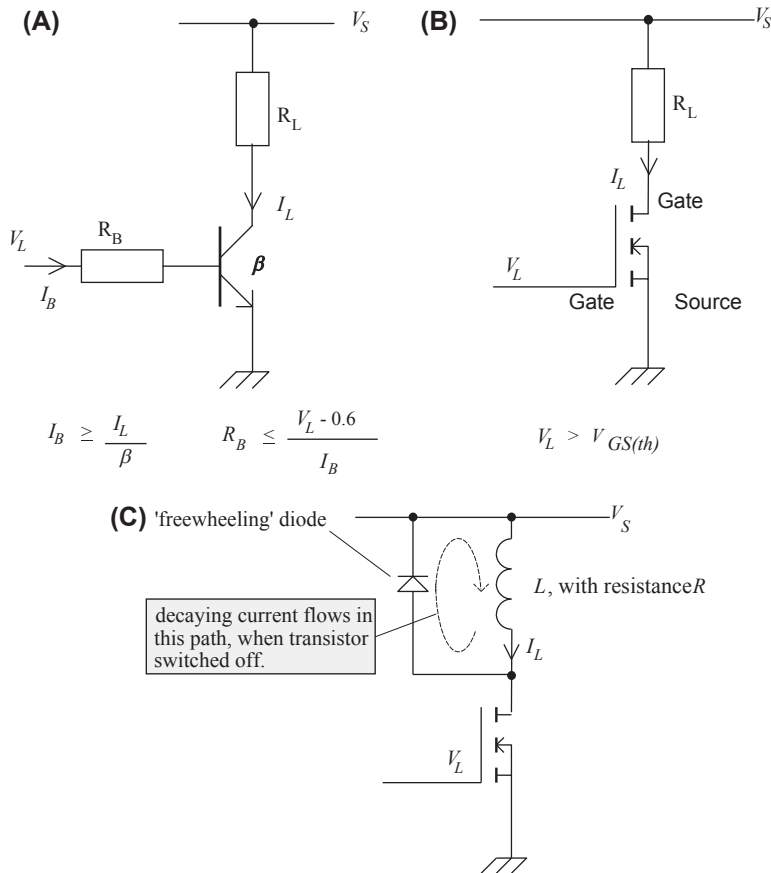 (A)
V_S
R_L
I_L
V_L
R_B
I_B
β
(B)
V_S
R_L
I_L
Gate
V_L
Gate
Source
I_B ≥ I_L / β
R_B ≤ V_L - 0.6 / I_B
V_L > V_GS(th)
(C)
'freewheeling' diode
V_S
L, with resistanceR
decaying current flows in
this path, when transistor
switched off.
I_L
V_L